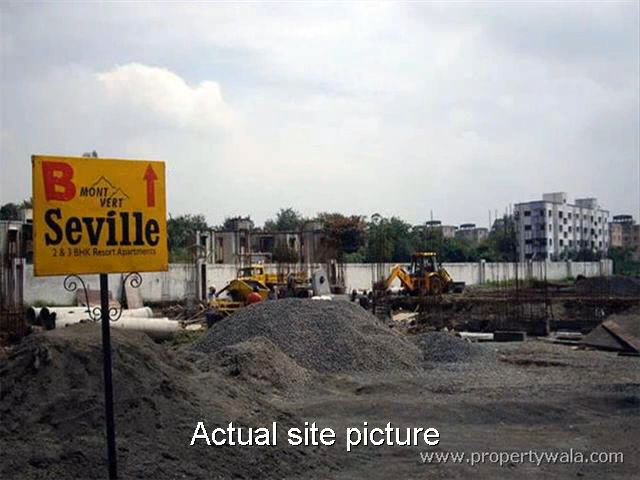 B
MONT
VERT
Seville
2 & 3 BHK Resort Apartments
Actual site picture
www.propertywala.com